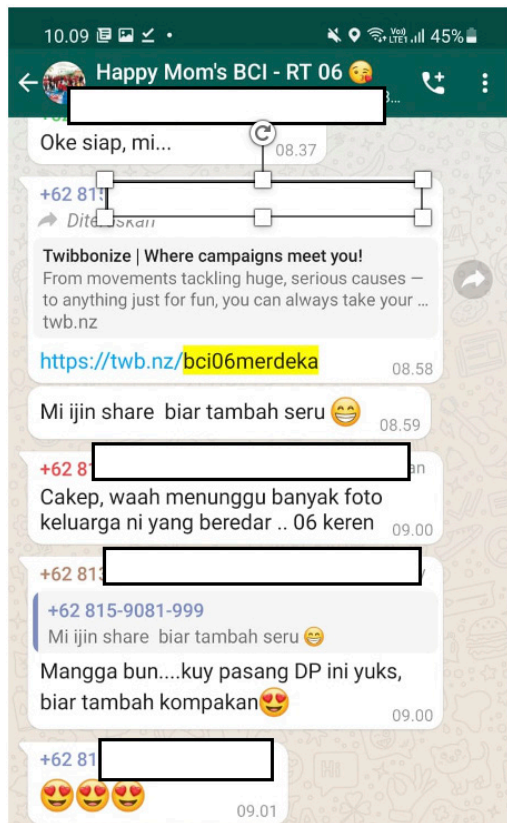 10.09 45%
Happy Mom's BCI - RT 06 😘
Oke siap, mi... 08.37
+62 81
Diteruskan
Twibbonize | Where campaigns meet you!
From movements tackling huge, serious causes —
to anything just for fun, you can always take your ...
twb.nz
https://twb.nz/bci06merdeka 08.58
Mi ijin share biar tambah seru 😁 08.59
+62 81
Cakep, waah menunggu banyak foto
keluarga ni yang beredar .. 06 keren 09.00
+62 813
+62 815-9081-999
Mi ijin share biar tambah seru 😁
Mangga bun....kuy pasang DP ini yuks,
biar tambah kompakan😍 09.00
+62 81
😍😍😍 09.01